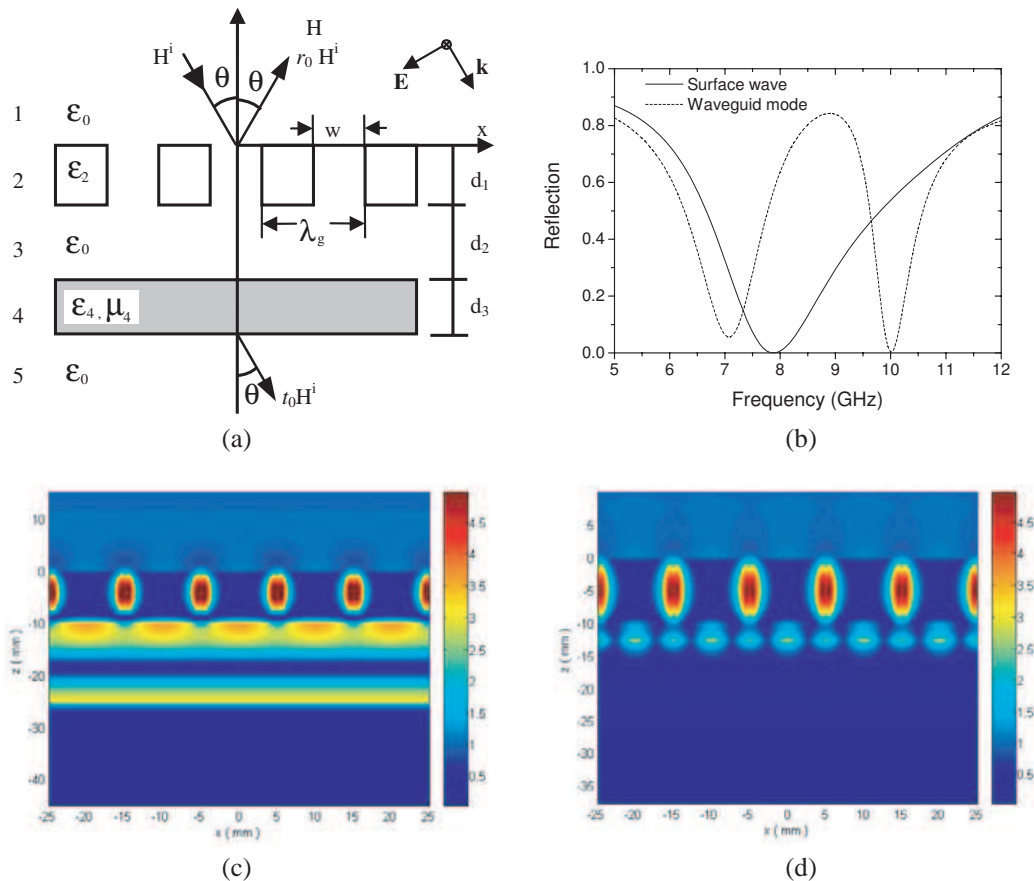 H
Hⁱ
r₀ Hⁱ
θ θ
E
k
1 ε₀
w
x
2 ε₂
d₁
λg
3 ε₀
d₂
4 ε₄, μ₄
d₃
5 ε₀
θ
t₀Hⁱ
(a)
1.0
0.8
0.6
0.4
0.2
0.0
Reflection
Surface wave
Waveguid mode
5 6 7 8 9 10 11 12
Frequency (GHz)
(b)
10
0
-10
-20
-30
-40
z ( mm )
-25 -20 -15 -10 -5 0 5 10 15 20 25
x ( mm )
4.5
4
3.5
3
2.5
2
1.5
1
0.5
(c)
5
0
-5
-10
-15
-20
-25
-30
-35
z ( mm )
-25 -20 -15 -10 -5 0 5 10 15 20 25
x ( mm )
4.5
4
3.5
3
2.5
2
1.5
1
0.5
(d)